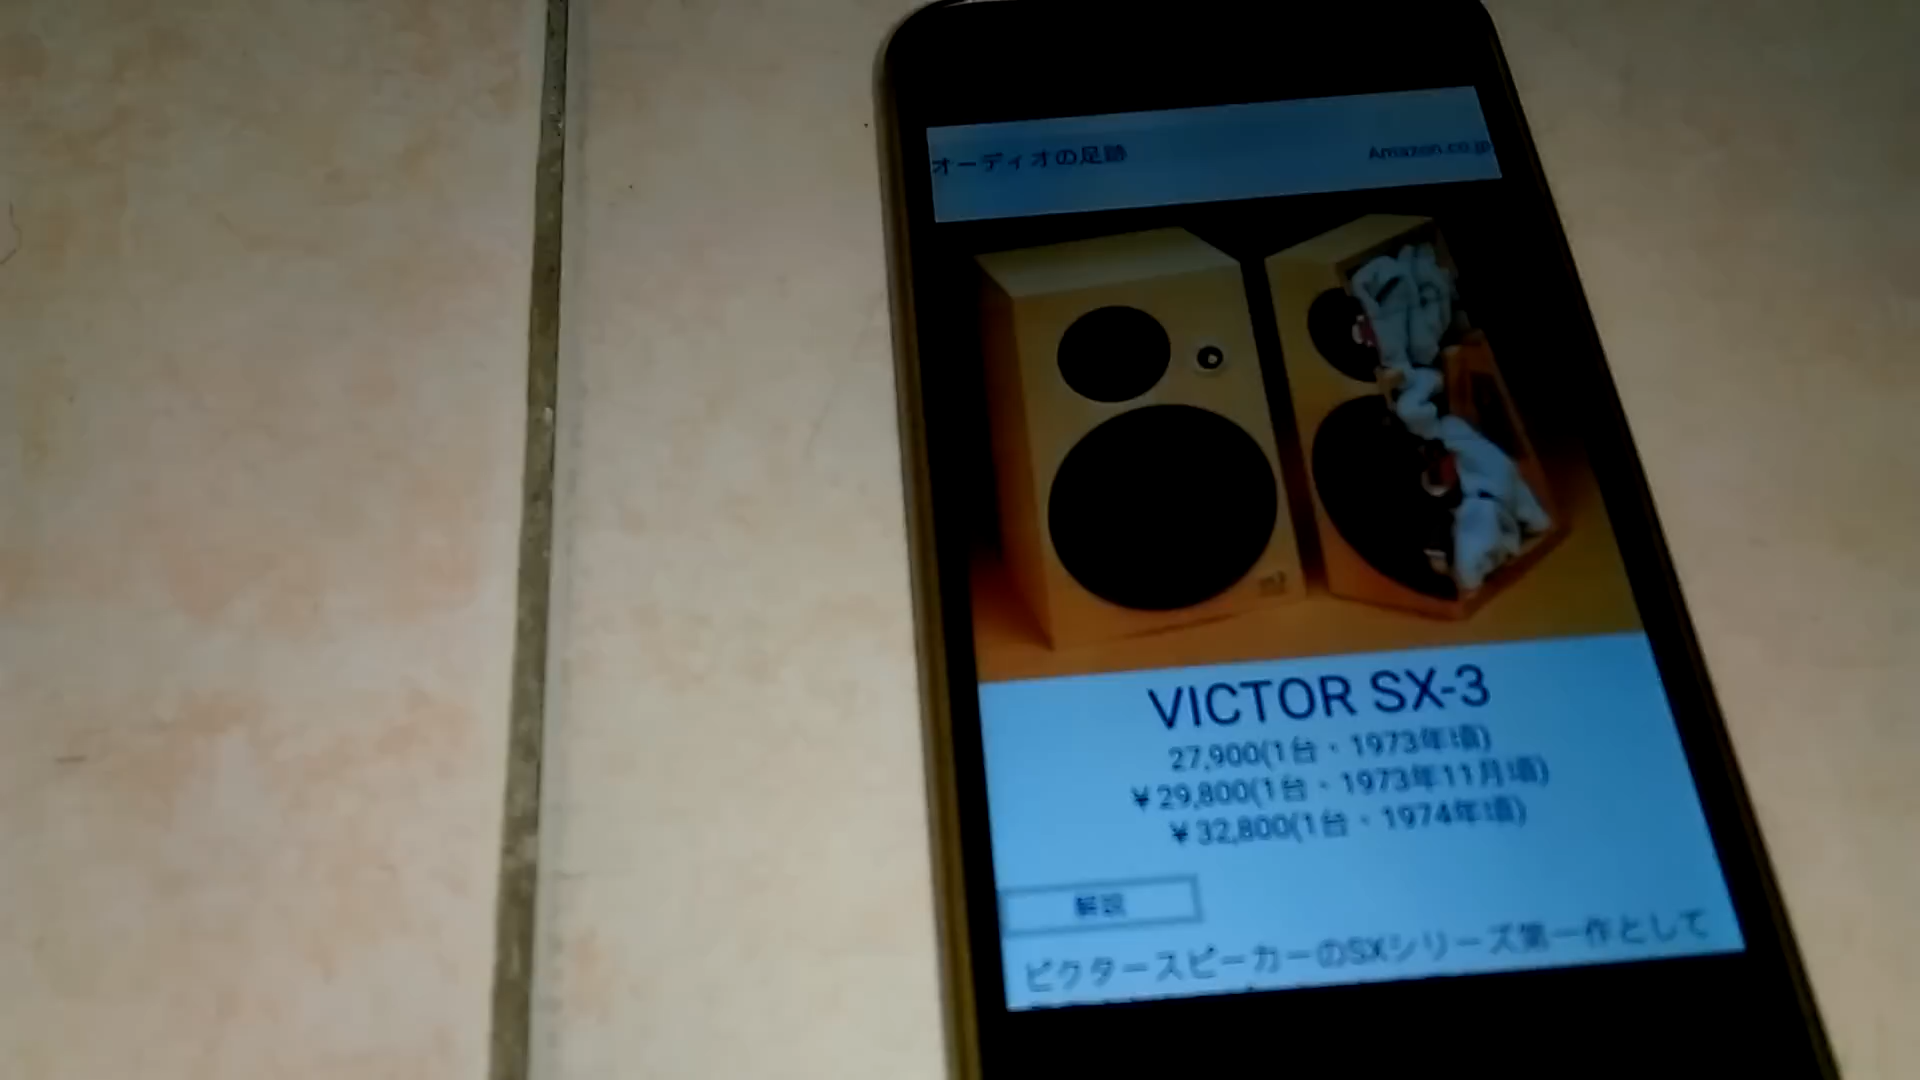 オーディオの足跡
Amazon.co.jp
VICTOR SX-3
27,900(1台・1973年頃)
￥29,800(1台・1973年11月頃)
￥32,800(1台・1974年頃)
解説
ビクタースピーカーのSXシリーズ第一作として